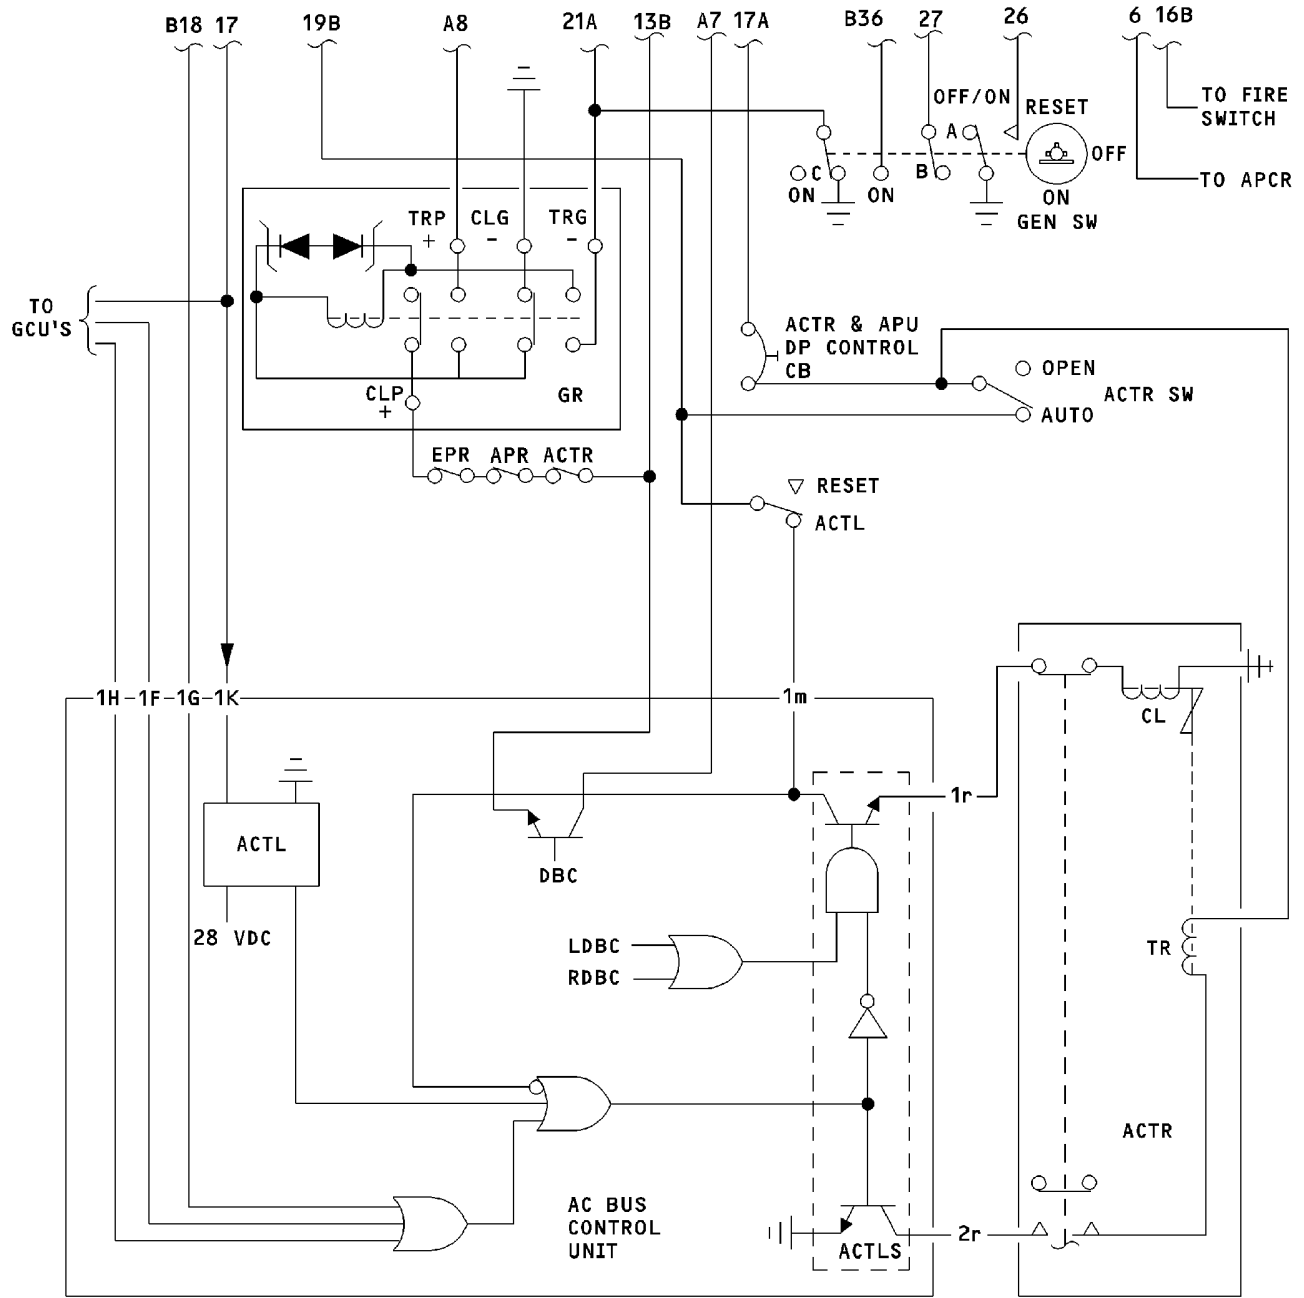 B18 17 19B A8 21A 13B A7 17A B36 27 26 6 16B
OFF/ON
RESET
TO FIRE
SWITCH
A
OFF
C
B
ON
ON
ON
GEN SW
TO APCR
TRP
+
CLG
-
TRG
-
TO
GCU'S
ACTR & APU
DP CONTROL
CB
OPEN
ACTR SW
AUTO
CLP
+
GR
EPR APR ACTR
RESET
ACTL
1H 1F 1G 1K 1m
CL
1r
ACTL
DBC
28 VDC
LDBC
RDBC
TR
ACTR
AC BUS
CONTROL
UNIT
ACTLS
2r